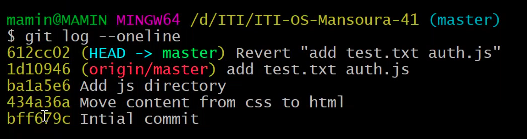 mamin@MAMIN MINGW64 /d/ITI/ITI-OS-Mansoura-41 (master)
$ git log --oneline
612cc02 (HEAD -> master) Revert "add test.txt auth.js"
1d10946 (origin/master) add test.txt auth.js
ba1a5e6 Add js directory
434a36a Move content from css to html
bff679c Intial commit